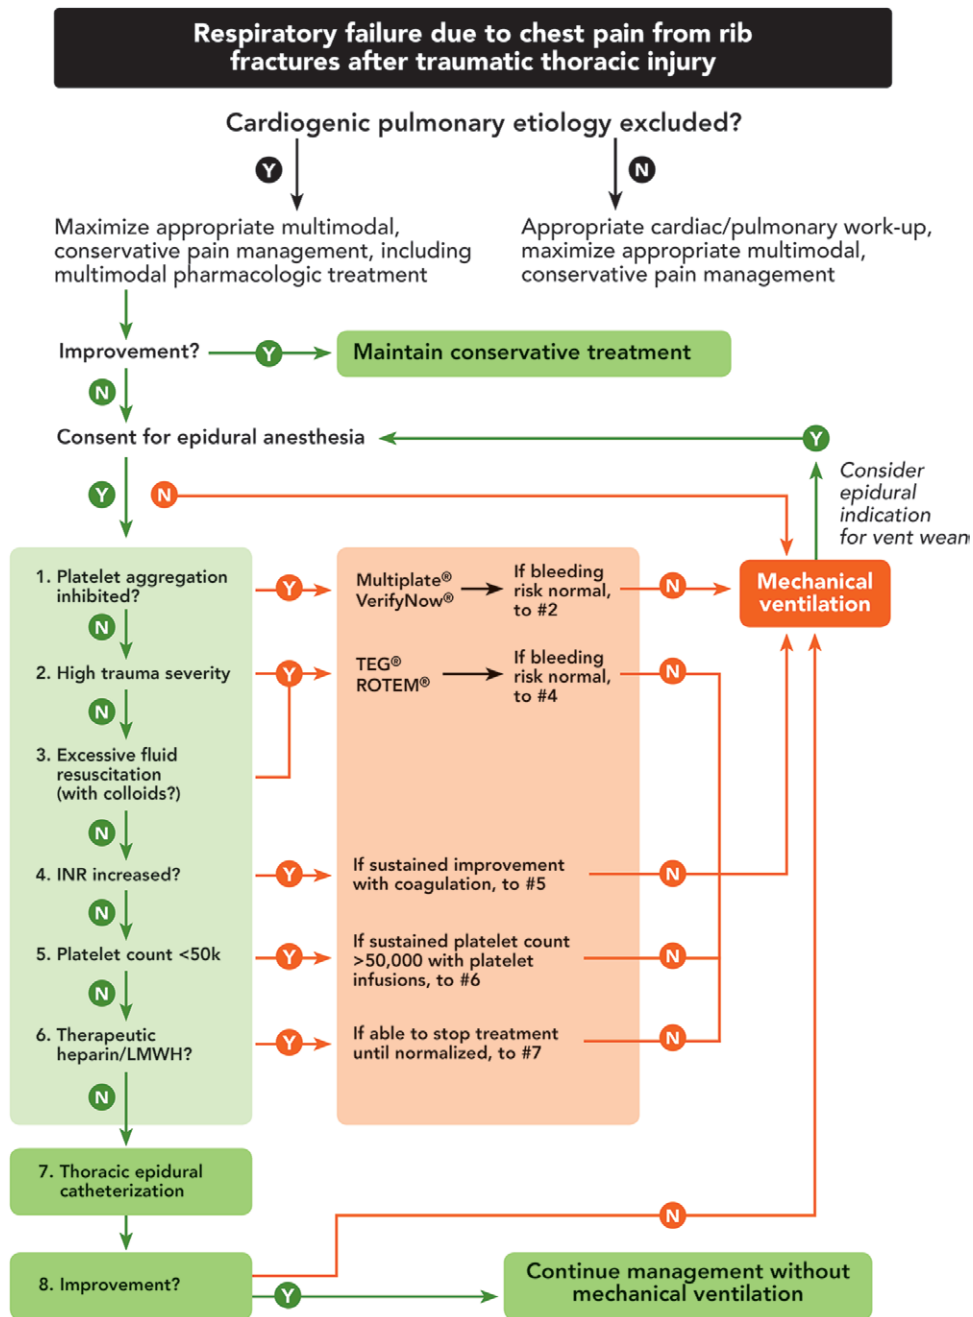 Respiratory failure due to chest pain from rib
fractures after traumatic thoracic injury
Cardiogenic pulmonary etiology excluded?
Y
N
Maximize appropriate multimodal,
conservative pain management, including
multimodal pharmacologic treatment
Appropriate cardiac/pulmonary work-up,
maximize appropriate multimodal,
conservative pain management
Improvement?
Y
Maintain conservative treatment
N
Consent for epidural anesthesia
Y
Consider
epidural
indication
for vent wean
Y
N
1. Platelet aggregation
inhibited?
Y
Multiplate®
VerifyNow®
If bleeding
risk normal,
to #2
N
Mechanical
ventilation
N
2. High trauma severity
Y
TEG®
ROTEM®
If bleeding
risk normal,
to #4
N
N
3. Excessive fluid
resuscitation
(with colloids?)
N
4. INR increased?
Y
If sustained improvement
with coagulation, to #5
N
N
5. Platelet count <50k
Y
If sustained platelet count
>50,000 with platelet
infusions, to #6
N
N
6. Therapeutic
heparin/LMWH?
Y
If able to stop treatment
until normalized, to #7
N
N
7. Thoracic epidural
catheterization
N
8. Improvement?
Y
Continue management without
mechanical ventilation